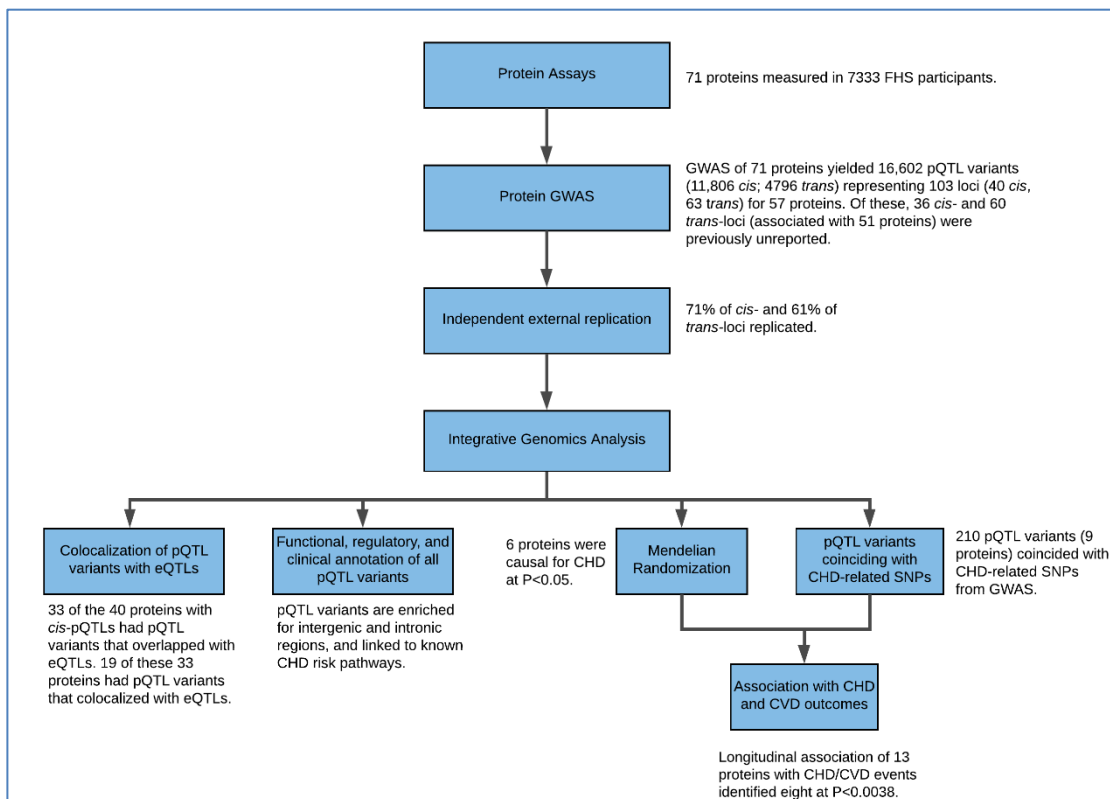 Protein Assays
71 proteins measured in 7333 FHS participants.
Protein GWAS
GWAS of 71 proteins yielded 16,602 pQTL variants
(11,806 cis; 4796 trans) representing 103 loci (40 cis,
63 trans) for 57 proteins. Of these, 36 cis- and 60
trans-loci (associated with 51 proteins) were
previously unreported.
Independent external replication
71% of cis- and 61% of
trans-loci replicated.
Integrative Genomics Analysis
Colocalization of pQTL
variants with eQTLs
33 of the 40 proteins with
cis-pQTLs had pQTL
variants that overlapped with
eQTLs. 19 of these 33
proteins had pQTL variants
that colocalized with eQTLs.
Functional, regulatory, and
clinical annotation of all
pQTL variants
pQTL variants are enriched
for intergenic and intronic
regions, and linked to known
CHD risk pathways.
6 proteins were
causal for CHD
at P<0.05.
Mendelian
Randomization
pQTL variants
coinciding with
CHD-related SNPs
210 pQTL variants (9
proteins) coincided with
CHD-related SNPs
from GWAS.
Association with CHD
and CVD outcomes
Longitudinal association of 13
proteins with CHD/CVD events
identified eight at P<0.0038.